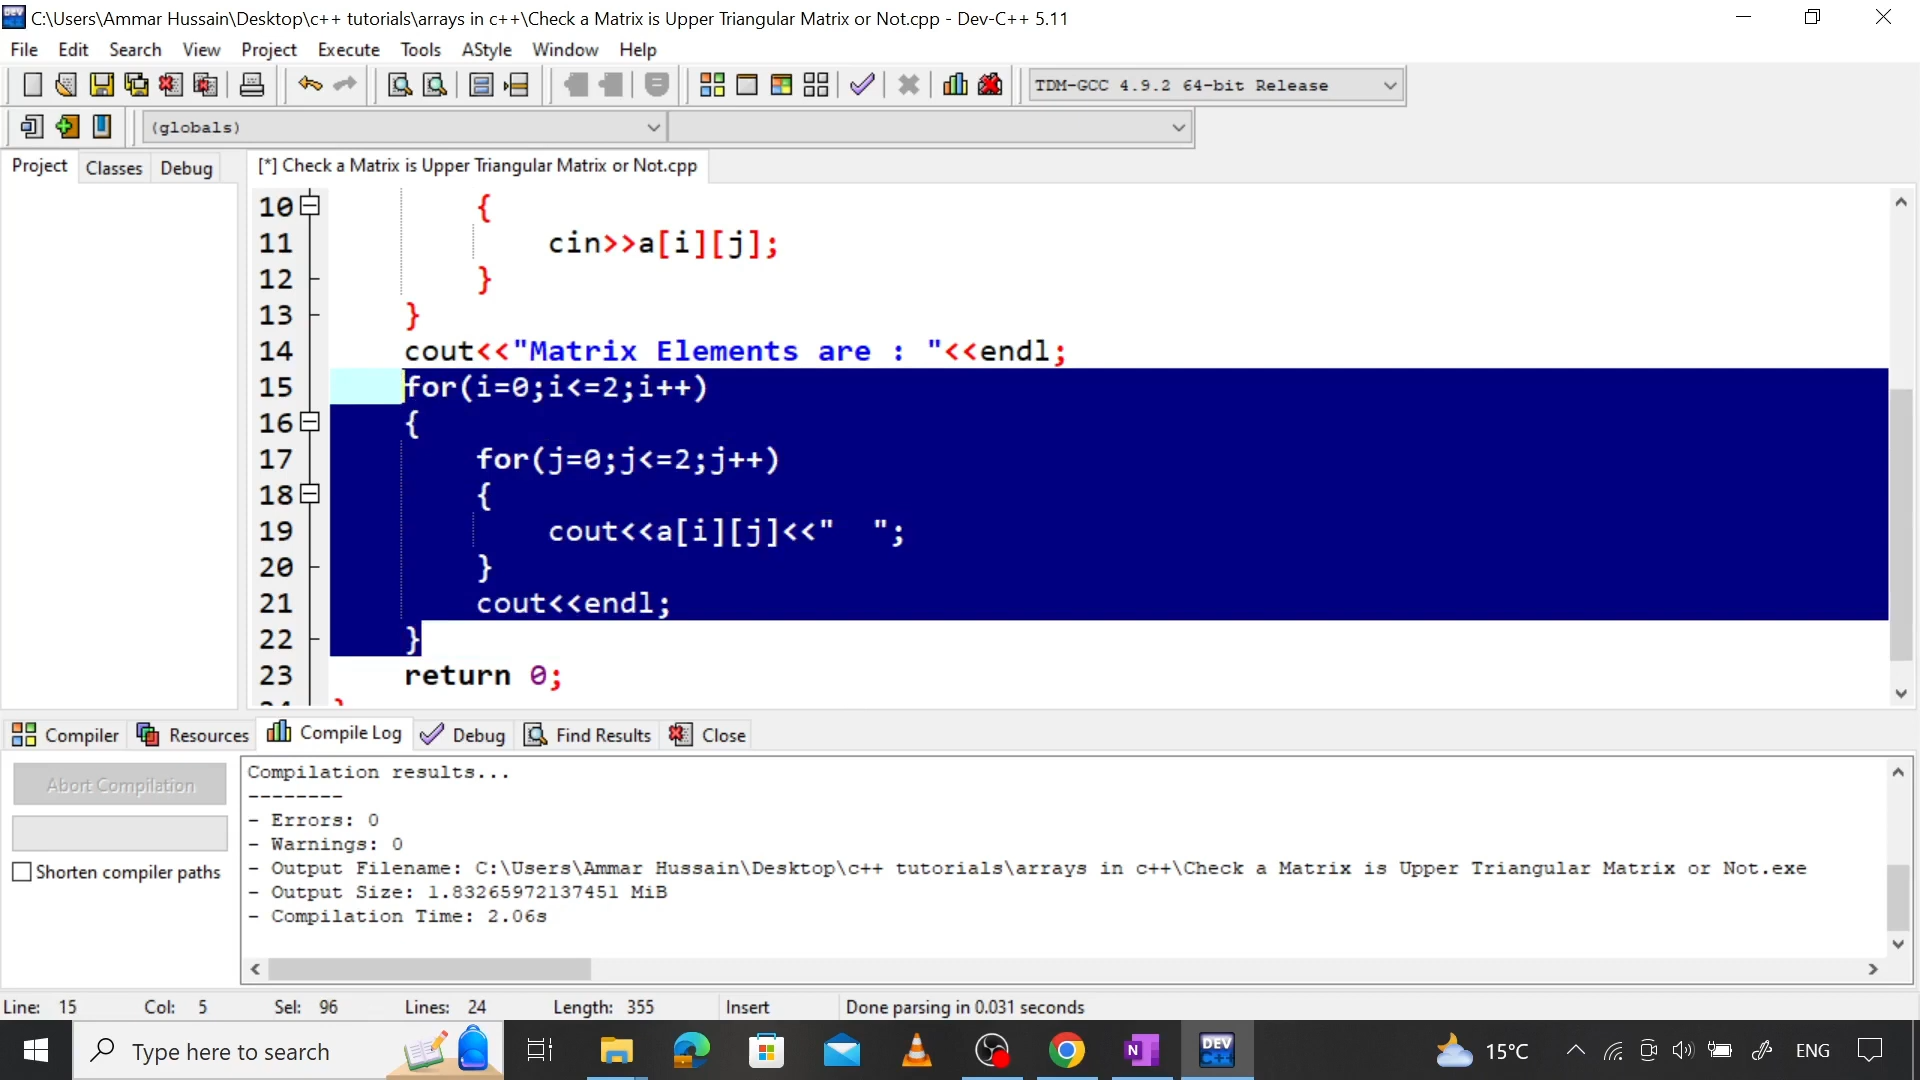 C:\Users\Ammar Hussain\Desktop\c++ tutorials\arrays in c++\Check a Matrix is Upper Triangular Matrix or Not.cpp - Dev-C++ 5.11
File Edit Search View Project Execute Tools AStyle Window Help
TDM-GCC 4.9.2 64-bit Release
(globals)
Project Classes Debug
[*] Check a Matrix is Upper Triangular Matrix or Not.cpp
10 {
11 cin>>a[i][j];
12 }
13 }
14 cout<<"Matrix Elements are : "<<endl;
15 for(i=0;i<=2;i++)
16 {
17 for(j=0;j<=2;j++)
18 {
19 cout<<a[i][j]<<"  ";
20 }
21 cout<<endl;
22 }
23 return 0;
24 }
Compiler Resources Compile Log Debug Find Results Close
Abort Compilation
Shorten compiler paths
Compilation results...
--------
- Errors: 0
- Warnings: 0
- Output Filename: C:\Users\Ammar Hussain\Desktop\c++ tutorials\arrays in c++\Check a Matrix is Upper Triangular Matrix or Not.exe
- Output Size: 1.83265972137451 MiB
- Compilation Time: 2.06s
Line: 15 Col: 5 Sel: 96 Lines: 24 Length: 355 Insert Done parsing in 0.031 seconds
Type here to search
N
DEV
C++
15°C
ENG